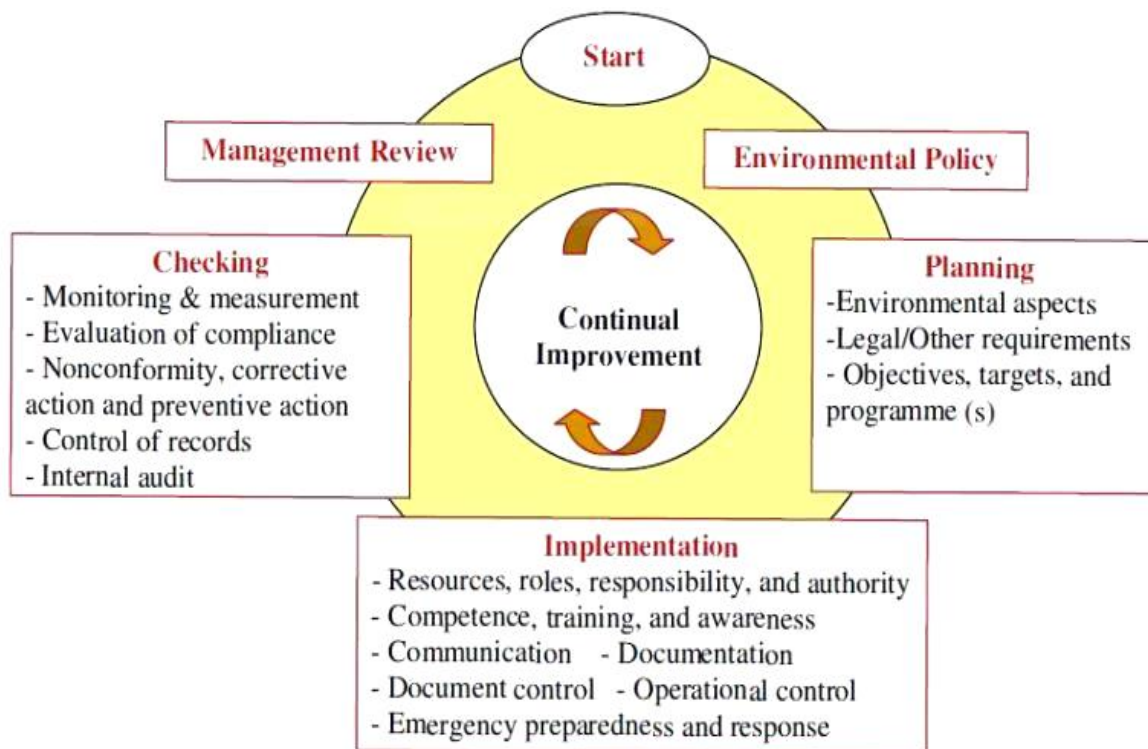 Start
Management Review
Environmental Policy
Checking
- Monitoring & measurement
- Evaluation of compliance
- Nonconformity, corrective
action and preventive action
- Control of records
- Internal audit
Continual
Improvement
Planning
-Environmental aspects
-Legal/Other requirements
- Objectives, targets, and
programme (s)
Implementation
- Resources, roles, responsibility, and authority
- Competence, training, and awareness
- Communication - Documentation
- Document control - Operational control
- Emergency preparedness and response